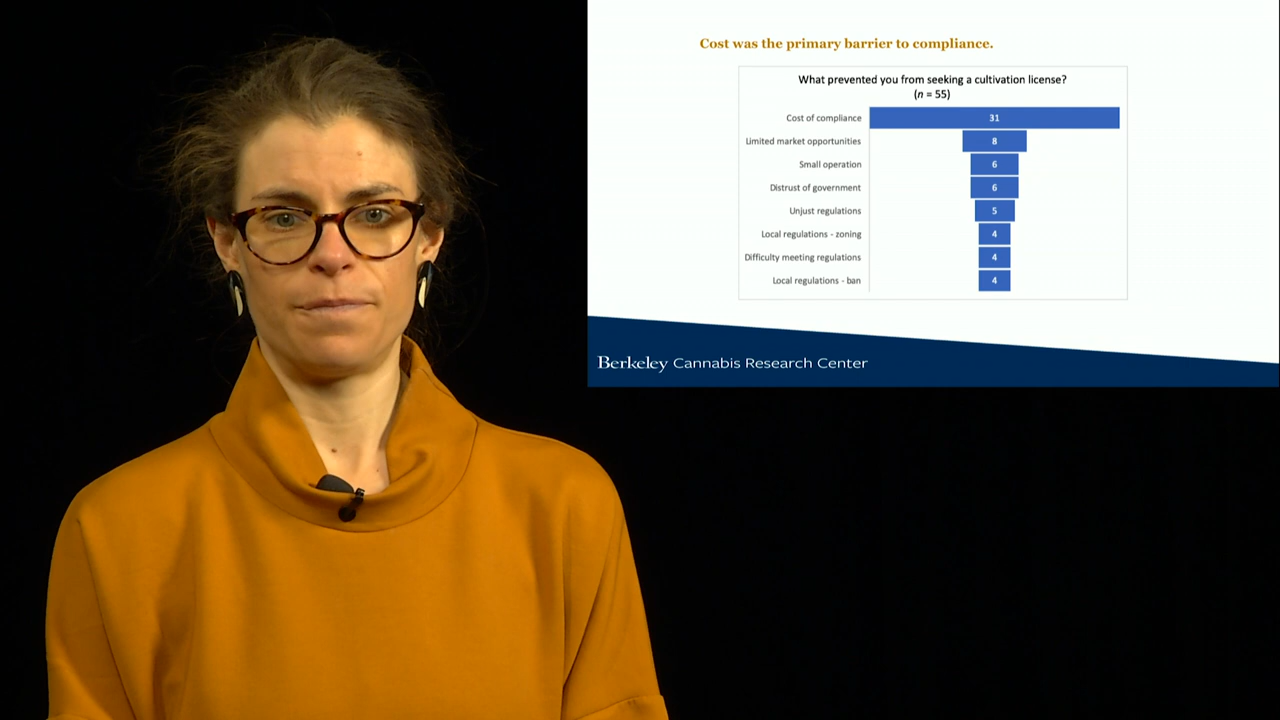 Cost was the primary barrier to compliance.
What prevented you from seeking a cultivation license?
(n = 55)
Cost of compliance 31
Limited market opportunities 8
Small operation 6
Distrust of government 6
Unjust regulations 5
Local regulations - zoning 4
Difficulty meeting regulations 4
Local regulations - ban 4
Berkeley Cannabis Research Center